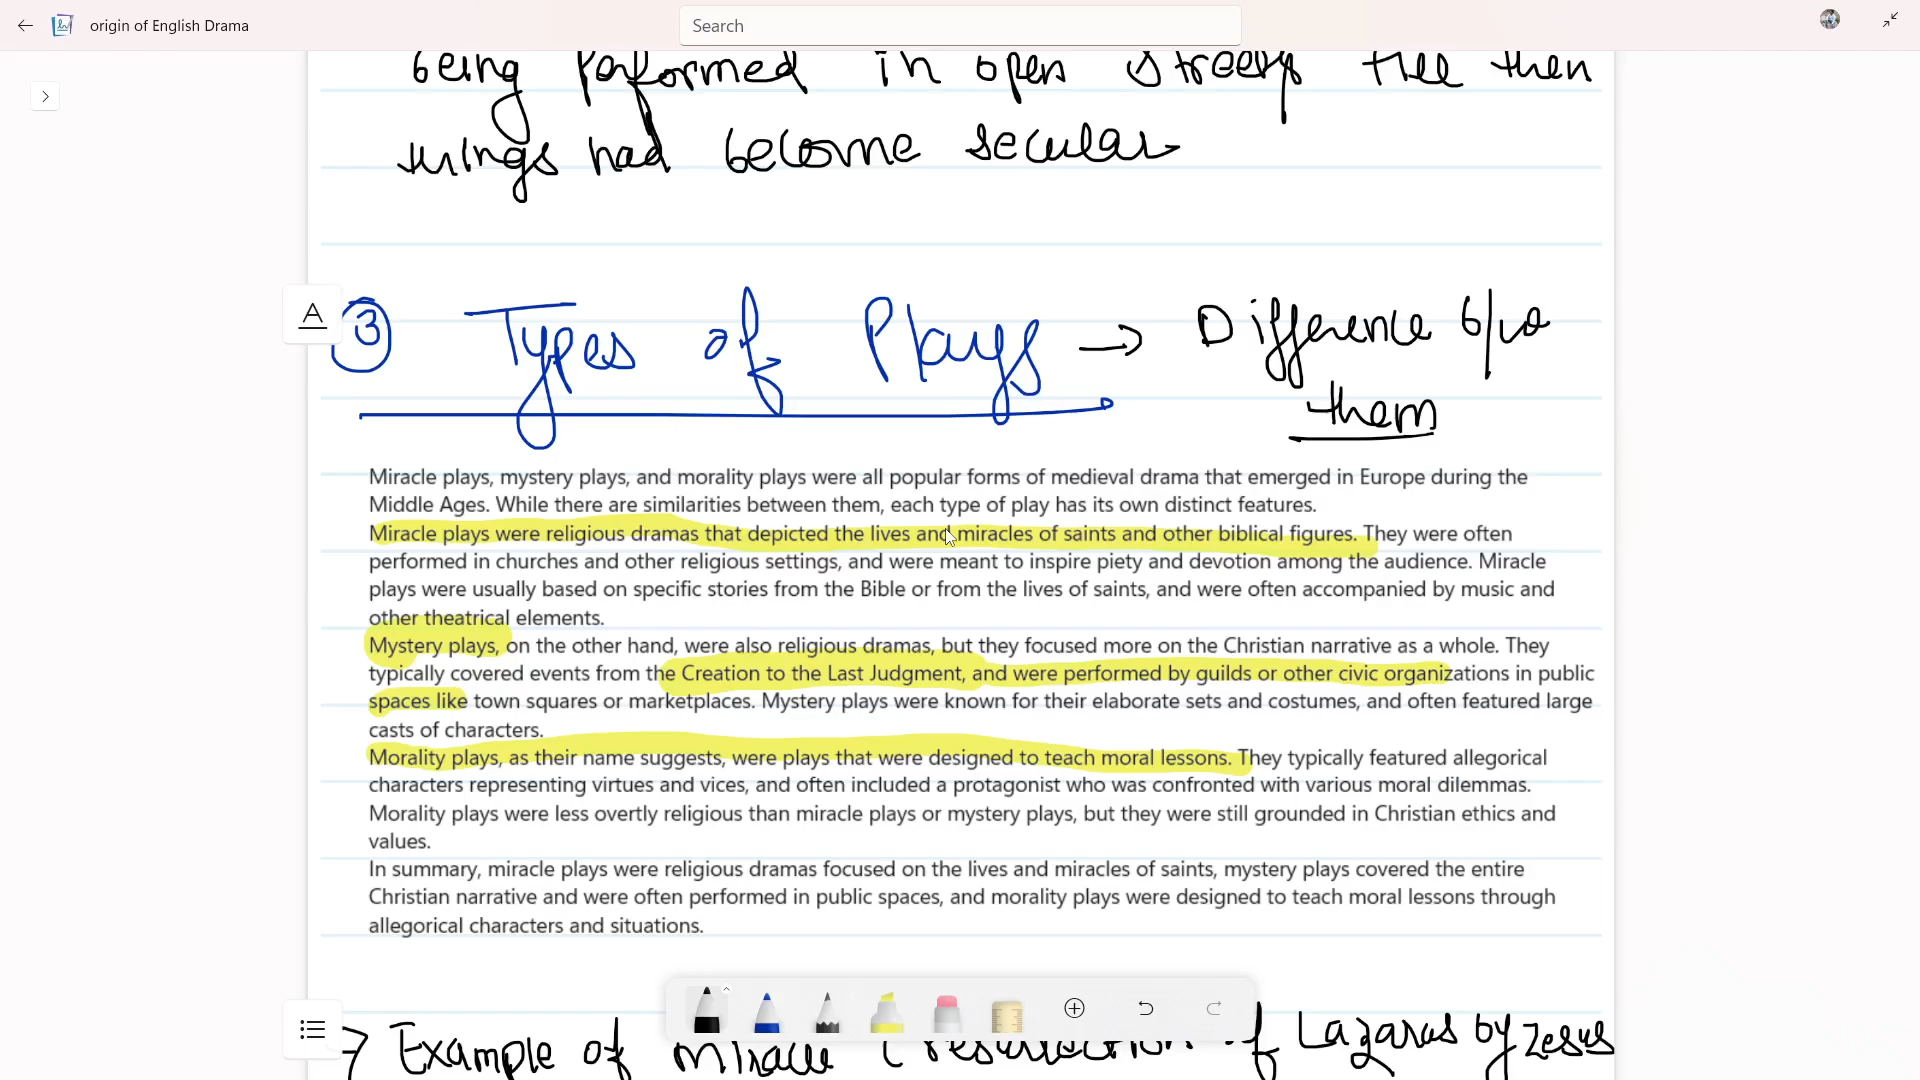 origin of English Drama
Search
being performed in open streets till then
things had become secular
③ Types of Plays → Difference b/w
them
Miracle plays, mystery plays, and morality plays were all popular forms of medieval drama that emerged in Europe during the
Middle Ages. While there are similarities between them, each type of play has its own distinct features.
Miracle plays were religious dramas that depicted the lives and miracles of saints and other biblical figures. They were often
performed in churches and other religious settings, and were meant to inspire piety and devotion among the audience. Miracle
plays were usually based on specific stories from the Bible or from the lives of saints, and were often accompanied by music and
other theatrical elements.
Mystery plays, on the other hand, were also religious dramas, but they focused more on the Christian narrative as a whole. They
typically covered events from the Creation to the Last Judgment, and were performed by guilds or other civic organizations in public
spaces like town squares or marketplaces. Mystery plays were known for their elaborate sets and costumes, and often featured large
casts of characters.
Morality plays, as their name suggests, were plays that were designed to teach moral lessons. They typically featured allegorical
characters representing virtues and vices, and often included a protagonist who was confronted with various moral dilemmas.
Morality plays were less overtly religious than miracle plays or mystery plays, but they were still grounded in Christian ethics and
values.
In summary, miracle plays were religious dramas focused on the lives and miracles of saints, mystery plays covered the entire
Christian narrative and were often performed in public spaces, and morality plays were designed to teach moral lessons through
allegorical characters and situations.
→ Example of Miracle (resurrection of Lazarus by Zesus